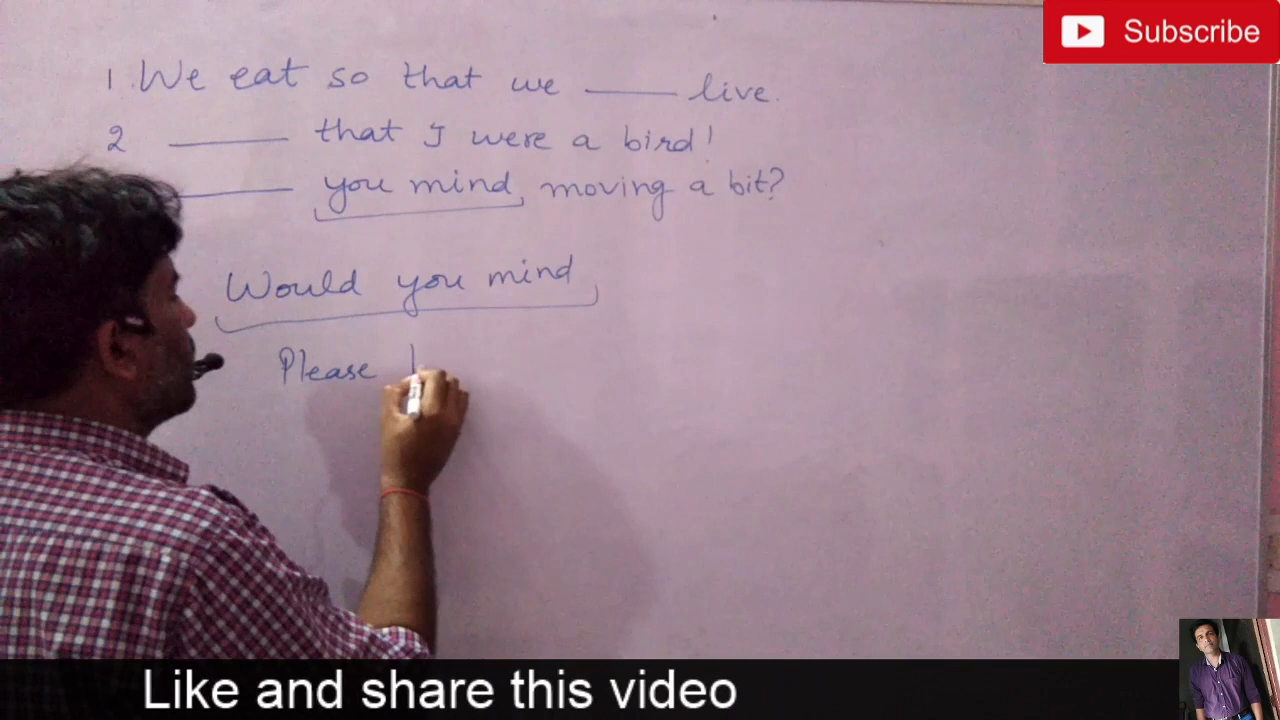 Subscribe
1. We eat so that we ____ live.
2 ____ that I were a bird!
____ you mind moving a bit?
Would you mind
Please
Like and share this video